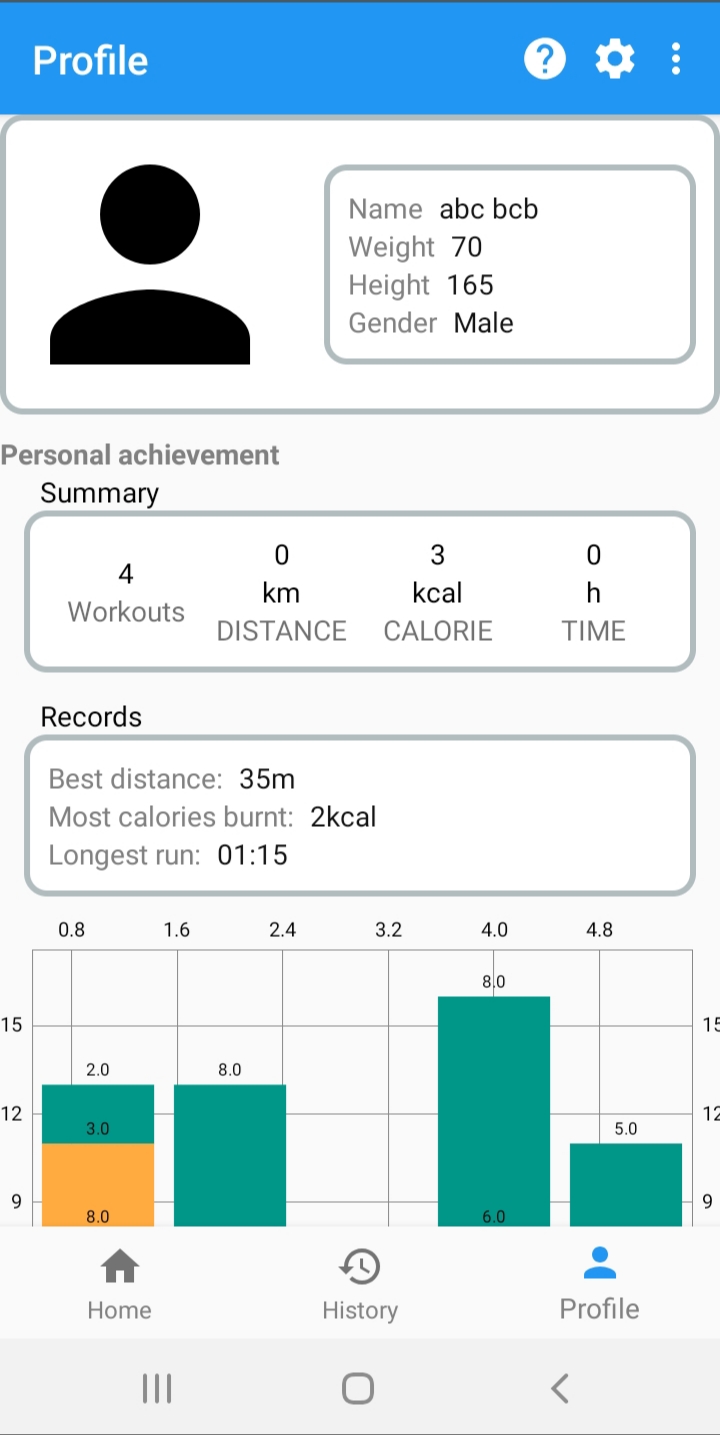 Profile
Name abc bcb
Weight 70
Height 165
Gender Male
Personal achievement
Summary
4
Workouts
0
km
DISTANCE
3
kcal
CALORIE
0
h
TIME
Records
Best distance: 35m
Most calories burnt: 2kcal
Longest run: 01:15
0.8 1.6 2.4 3.2 4.0 4.8
8.0
15 15
2.0 8.0
12 12
3.0 5.0
9 9
8.0 6.0
Home History Profile